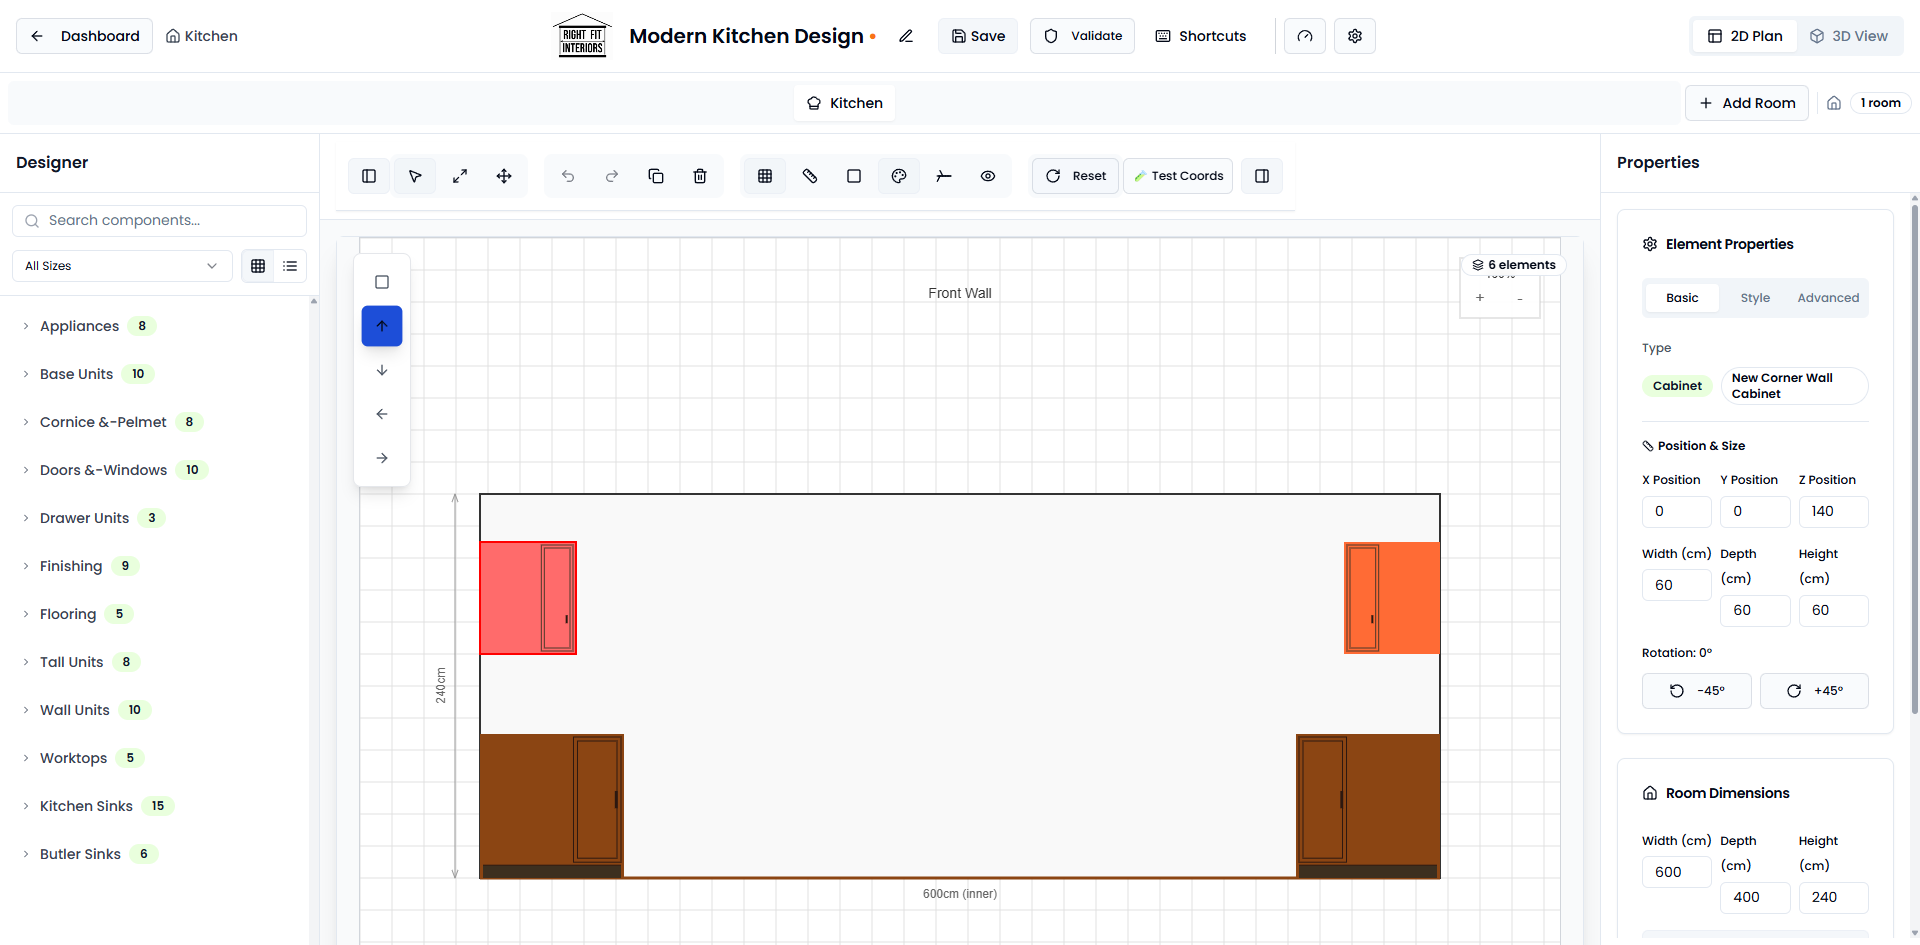 Dashboard
Kitchen
RIGHT FIT
INTERIORS
Modern Kitchen Design
Save
Validate
Shortcuts
2D Plan
3D View
Kitchen
Add Room
1 room
Designer
Search components...
All Sizes
Appliances 8
Base Units 10
Cornice &-Pelmet 8
Doors &-Windows 10
Drawer Units 3
Finishing 9
Flooring 5
Tall Units 8
Wall Units 10
Worktops 5
Kitchen Sinks 15
Butler Sinks 6
Reset
Test Coords
Front Wall
6 elements
+ -
240cm
600cm (inner)
Properties
Element Properties
Basic Style Advanced
Type
Cabinet
New Corner Wall
Cabinet
Position & Size
X Position Y Position Z Position
0 0 140
Width (cm) Depth (cm) Height (cm)
60 60 60
Rotation: 0°
-45° +45°
Room Dimensions
Width (cm) Depth (cm) Height (cm)
600 400 240